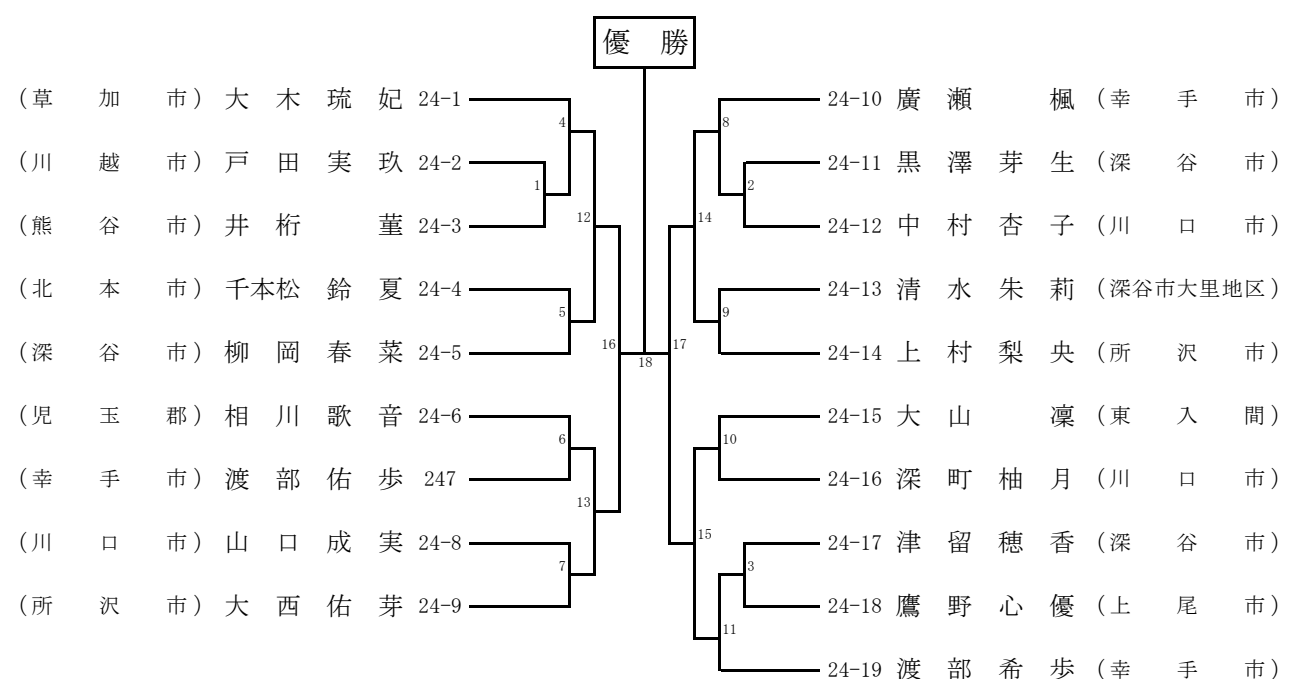 優 勝
(草加市) 大木琉妃 24-1
(川越市) 戸田実玖 24-2
(熊谷市) 井桁 菫 24-3
(北本市) 千本松鈴夏 24-4
(深谷市) 柳岡春菜 24-5
(児玉郡) 相川歌音 24-6
(幸手市) 渡部佑歩 247
(川口市) 山口成実 24-8
(所沢市) 大西佑芽 24-9
4
1
12
5
16
6
13
7
18
24-10 廣瀬 楓 (幸手市)
24-11 黒澤芽生 (深谷市)
24-12 中村杏子 (川口市)
24-13 清水朱莉 (深谷市大里地区)
24-14 上村梨央 (所沢市)
24-15 大山 凜 (東入間)
24-16 深町柚月 (川口市)
24-17 津留穂香 (深谷市)
24-18 鷹野心優 (上尾市)
24-19 渡部希歩 (幸手市)
8
2
14
9
17
10
15
3
11